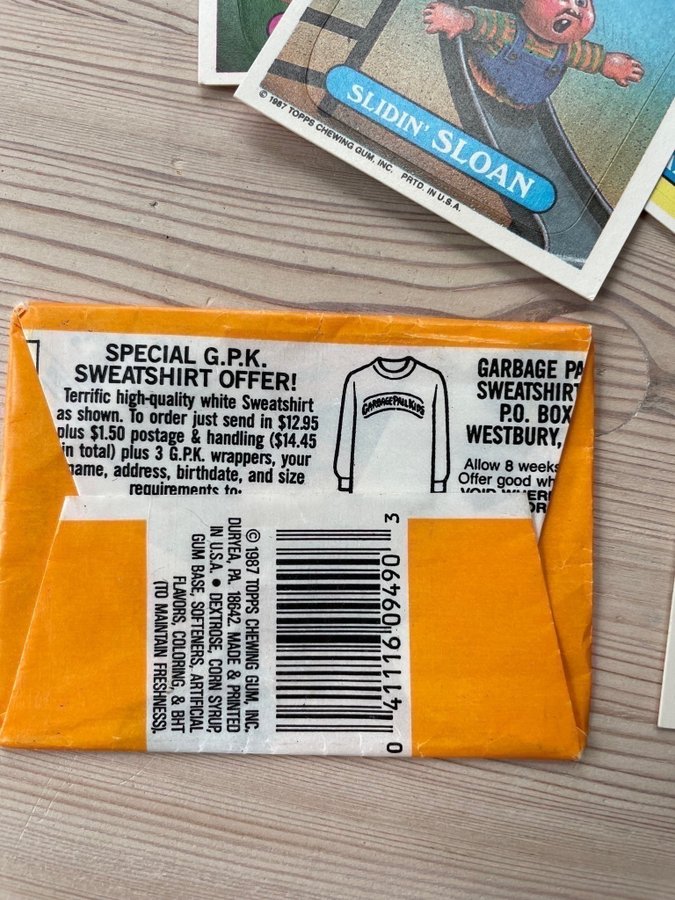 SLIDIN' SLOAN
© 1987 TOPPS CHEWING GUM, INC. PRTD. IN U.S.A.
SPECIAL G.P.K.
SWEATSHIRT OFFER!
Terrific high-quality white Sweatshirt
as shown. To order just send in $12.95
plus $1.50 postage & handling ($14.45
in total) plus 3 G.P.K. wrappers, your
name, address, birthdate, and size
requirements to:
GARBAGE PAIL KIDS
GARBAGE PA
SWEATSHIRT
P.O. BOX
WESTBURY,
Allow 8 weeks
Offer good wh
VOID WHER
© 1987 TOPPS CHEWING GUM, INC.
DURYEA, PA. 18642. MADE & PRINTED
IN U.S.A. • DEXTROSE, CORN SYRUP,
GUM BASE, SOFTENERS, ARTIFICIAL
FLAVORS, COLORING, & BHT
(TO MAINTAIN FRESHNESS).
0 41116 09490 3